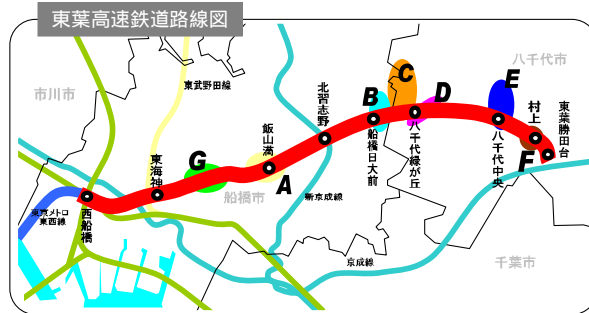 東葉高速鉄道路線図
八千代市
市川市
東武野田線
北習志野
飯山満
東海神
G
A
B
C
D
E
F
村上
東葉勝田台
八千代中央
八千代緑が丘
船橋日大前
船橋市
新京成線
東京メトロ
東西線
西船橋
京成線
千葉市